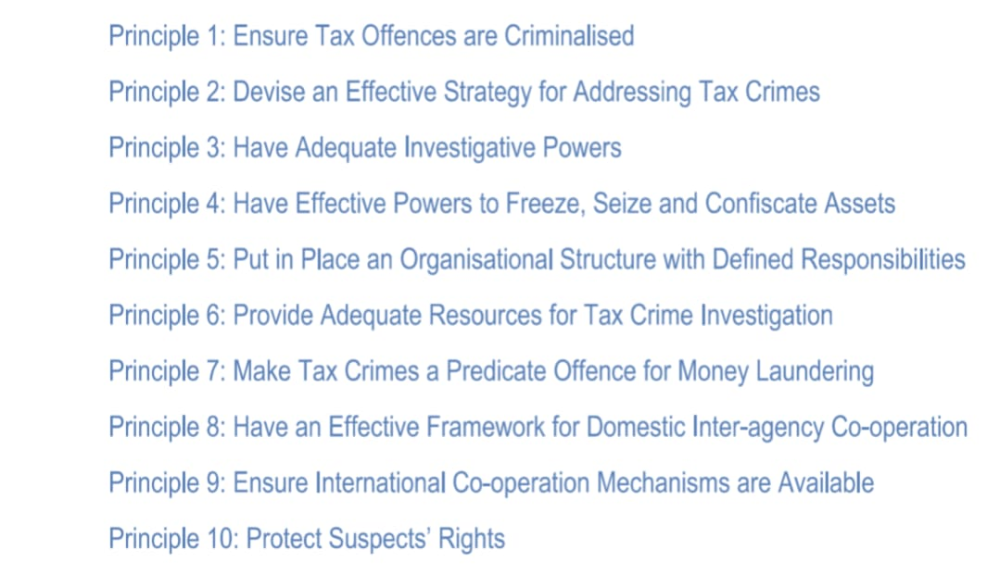 Principle 1: Ensure Tax Offences are Criminalised
Principle 2: Devise an Effective Strategy for Addressing Tax Crimes
Principle 3: Have Adequate Investigative Powers
Principle 4: Have Effective Powers to Freeze, Seize and Confiscate Assets
Principle 5: Put in Place an Organisational Structure with Defined Responsibilities
Principle 6: Provide Adequate Resources for Tax Crime Investigation
Principle 7: Make Tax Crimes a Predicate Offence for Money Laundering
Principle 8: Have an Effective Framework for Domestic Inter-agency Co-operation
Principle 9: Ensure International Co-operation Mechanisms are Available
Principle 10: Protect Suspects’ Rights